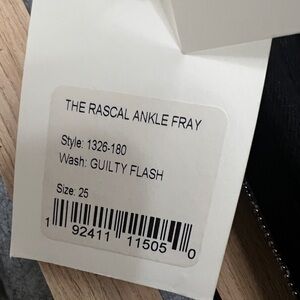 THE RASCAL ANKLE FRAY
Style: 1326-180
Wash: GUILTY FLASH
Size: 25
1 92411 11505 0